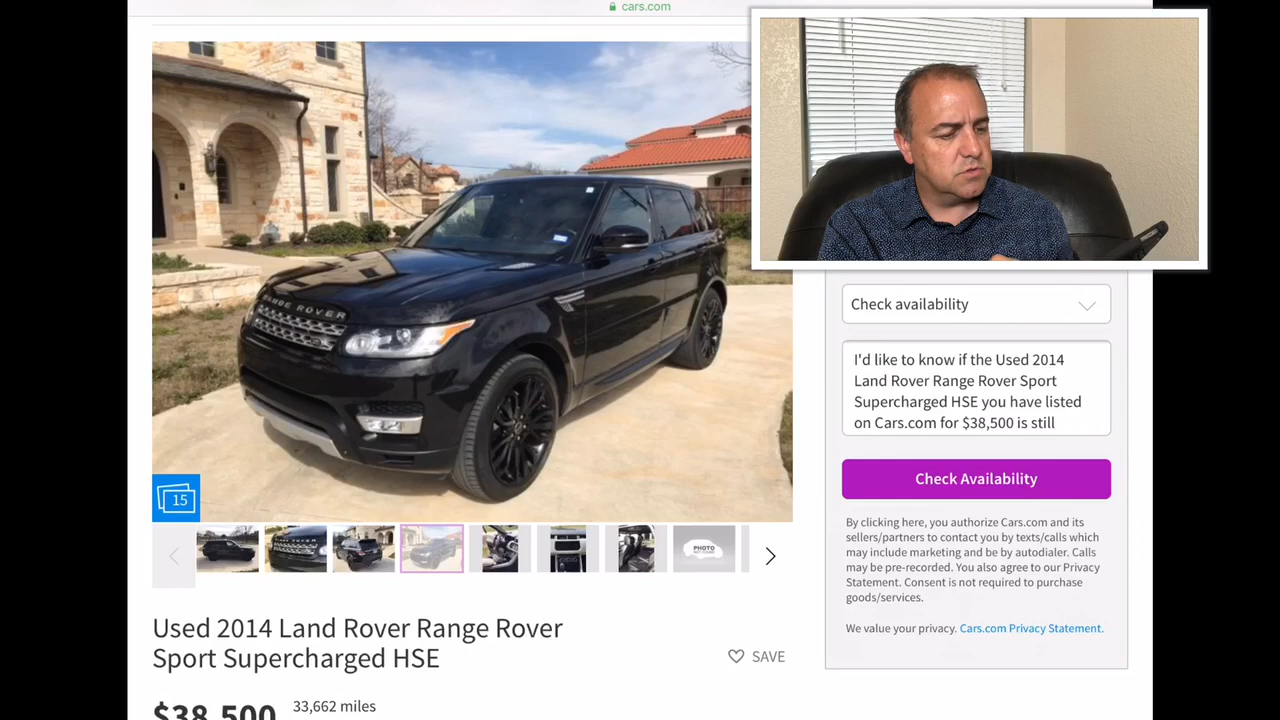 cars.com
RANGE ROVER
15
PHOTO
Used 2014 Land Rover Range Rover
Sport Supercharged HSE
SAVE
$38,500
33,662 miles
Check availability
I'd like to know if the Used 2014
Land Rover Range Rover Sport
Supercharged HSE you have listed
on Cars.com for $38,500 is still
Check Availability
By clicking here, you authorize Cars.com and its
sellers/partners to contact you by texts/calls which
may include marketing and be by autodialer. Calls
may be pre-recorded. You also agree to our Privacy
Statement. Consent is not required to purchase
goods/services.
We value your privacy. Cars.com Privacy Statement.